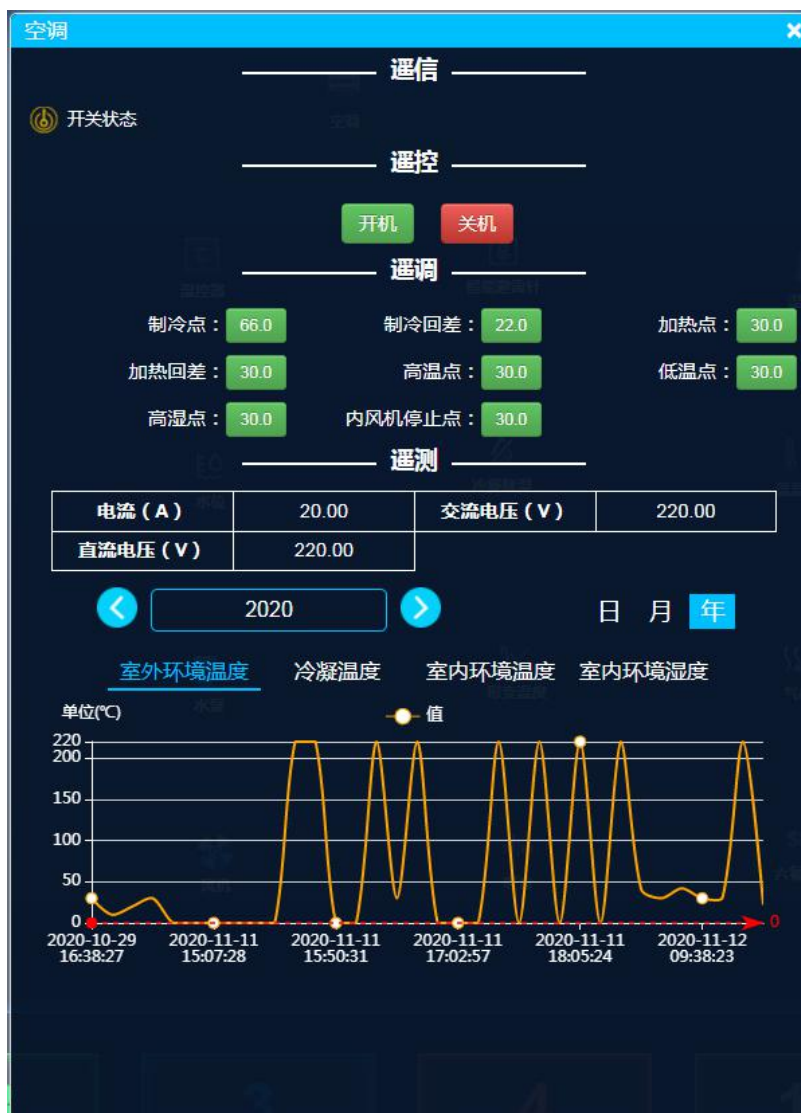 空调
遥信
开关状态
遥控
开机 关机
遥调
制冷点： 66.0 制冷回差： 22.0 加热点： 30.0
加热回差： 30.0 高温点： 30.0 低温点： 30.0
高湿点： 30.0 内风机停止点： 30.0
遥测
电流（A） 20.00 交流电压（V） 220.00
直流电压（V） 220.00
2020 日 月 年
室外环境温度 冷凝温度 室内环境温度 室内环境湿度
单位(℃) 值
220
200
150
100
50
0 0
2020-10-29 2020-11-11 2020-11-11 2020-11-11 2020-11-11 2020-11-12
16:38:27 15:07:28 15:50:31 17:02:57 18:05:24 09:38:23